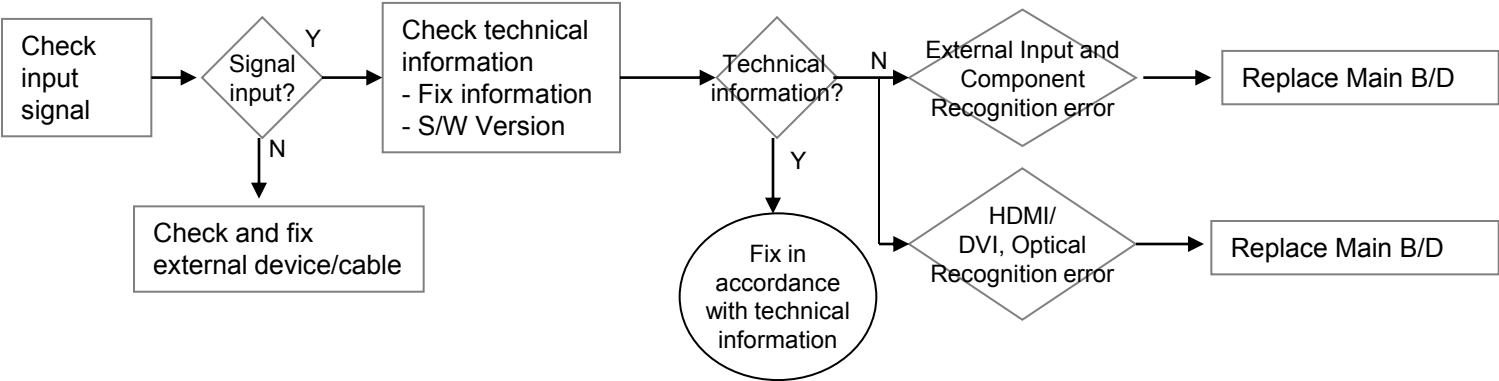 Check
input
signal
Signal
input?
Y
N
Check and fix
external device/cable
Check technical
information
- Fix information
- S/W Version
Technical
information?
N
Y
Fix in
accordance
with technical
information
External Input and
Component
Recognition error
Replace Main B/D
HDMI/
DVI, Optical
Recognition error
Replace Main B/D